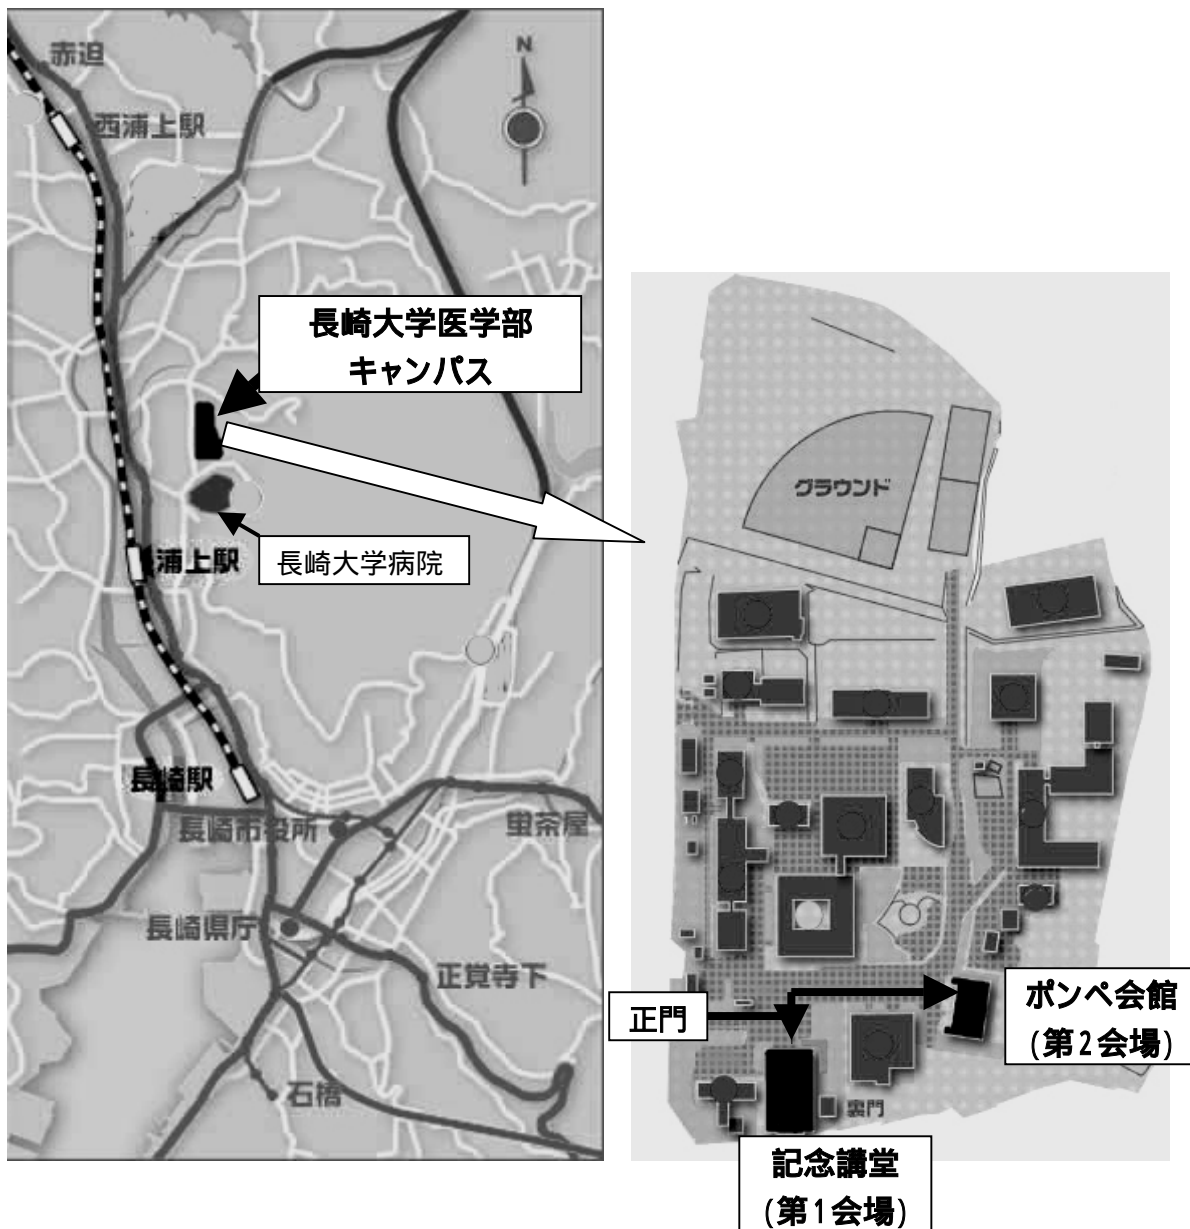 赤迫
N
西浦上駅
長崎大学医学部
キャンパス
長崎大学病院
浦上駅
長崎駅
長崎市役所
蛍茶屋
長崎県庁
正覚寺下
石橋
グラウンド
正門
ポンペ会館
(第2会場)
裏門
記念講堂
(第1会場)